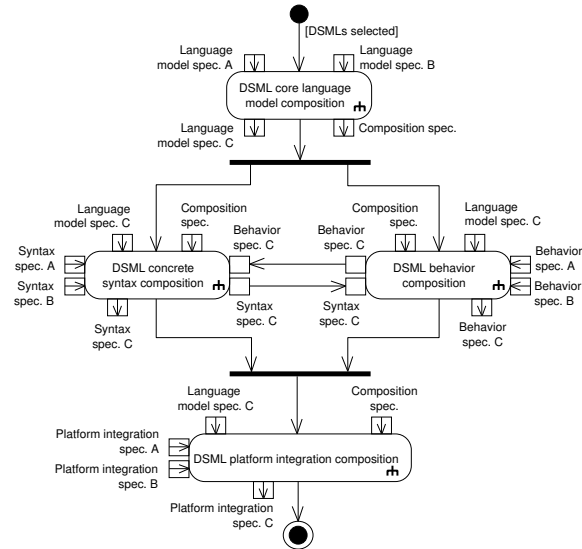 [DSMLs selected]
Language
model spec. A
Language
model spec. B
DSML core language
model composition
Language
model spec. C
Composition spec.
Language
model spec. C
Composition
spec.
Behavior
spec. C
Behavior
spec. C
Composition
spec.
Language
model spec. C
Syntax
spec. A
Syntax
spec. B
DSML concrete
syntax composition
DSML behavior
composition
Behavior
spec. A
Behavior
spec. B
Syntax
spec. C
Syntax
spec. C
Syntax
spec. C
Behavior
spec. C
Language
model spec. C
Composition
spec.
Platform integration
spec. A
Platform integration
spec. B
DSML platform integration composition
Platform integration
spec. C